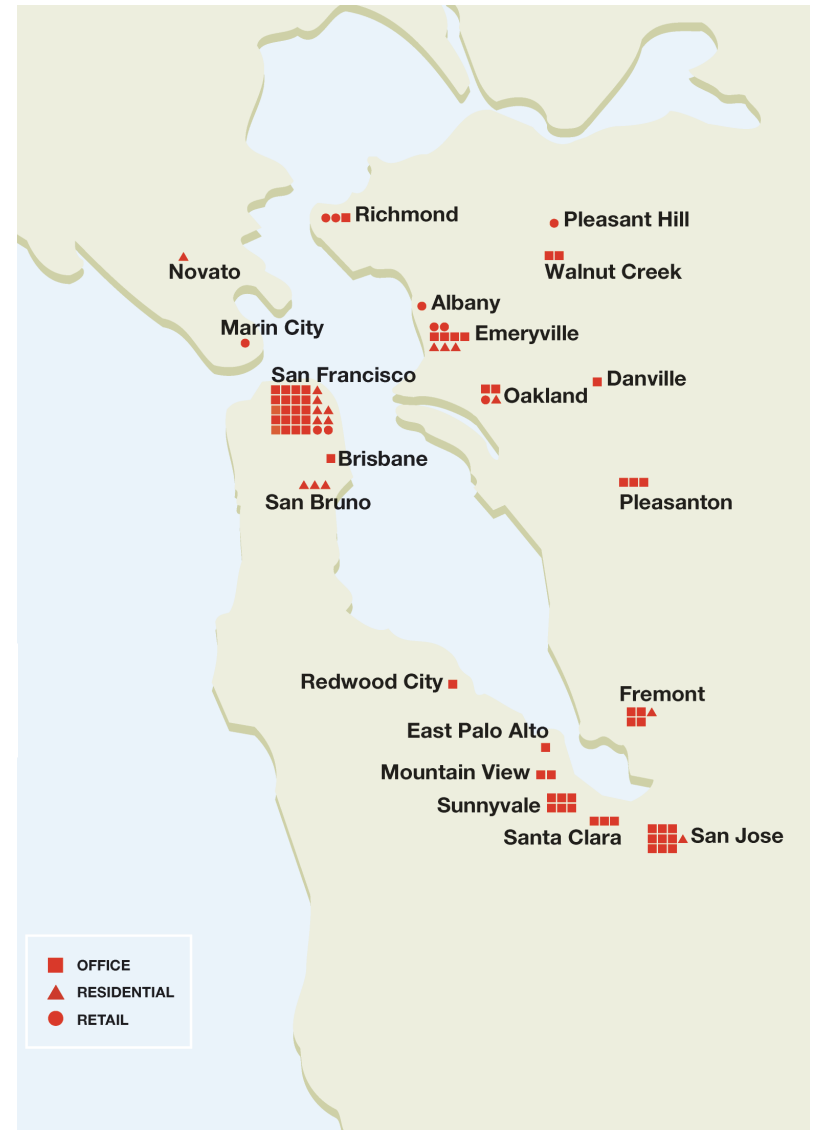 Richmond
Pleasant Hill
Novato
Walnut Creek
Albany
Marin City
Emeryville
San Francisco
Danville
Oakland
Brisbane
San Bruno
Pleasanton
Redwood City
Fremont
East Palo Alto
Mountain View
Sunnyvale
Santa Clara
San Jose
OFFICE
RESIDENTIAL
RETAIL